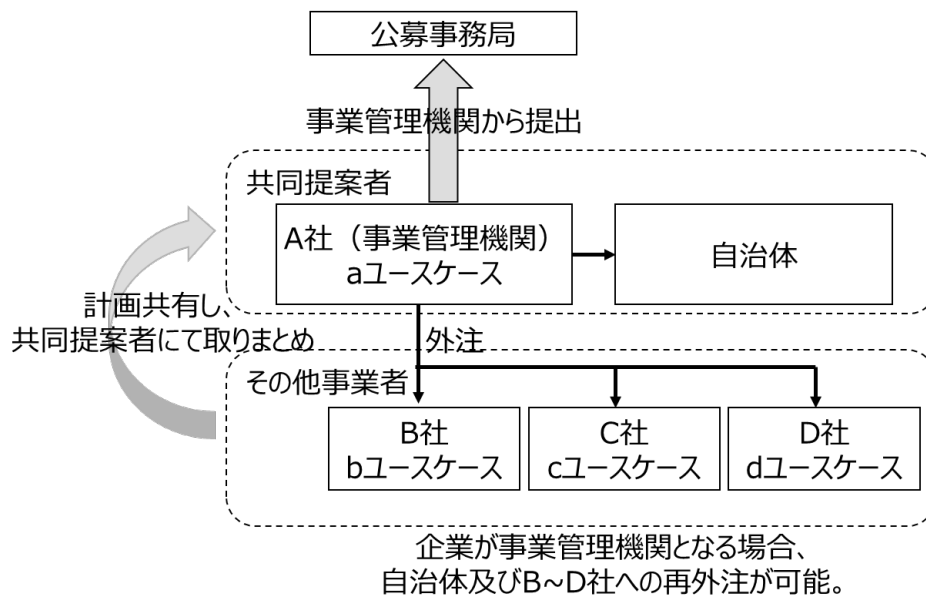 公募事務局
事業管理機関から提出
共同提案者
A社（事業管理機関）
aユースケース
自治体
計画共有し、
共同提案者にて取りまとめ
外注
その他事業者
B社
bユースケース
C社
cユースケース
D社
dユースケース
企業が事業管理機関となる場合、
自治体及びB~D社への再外注が可能。